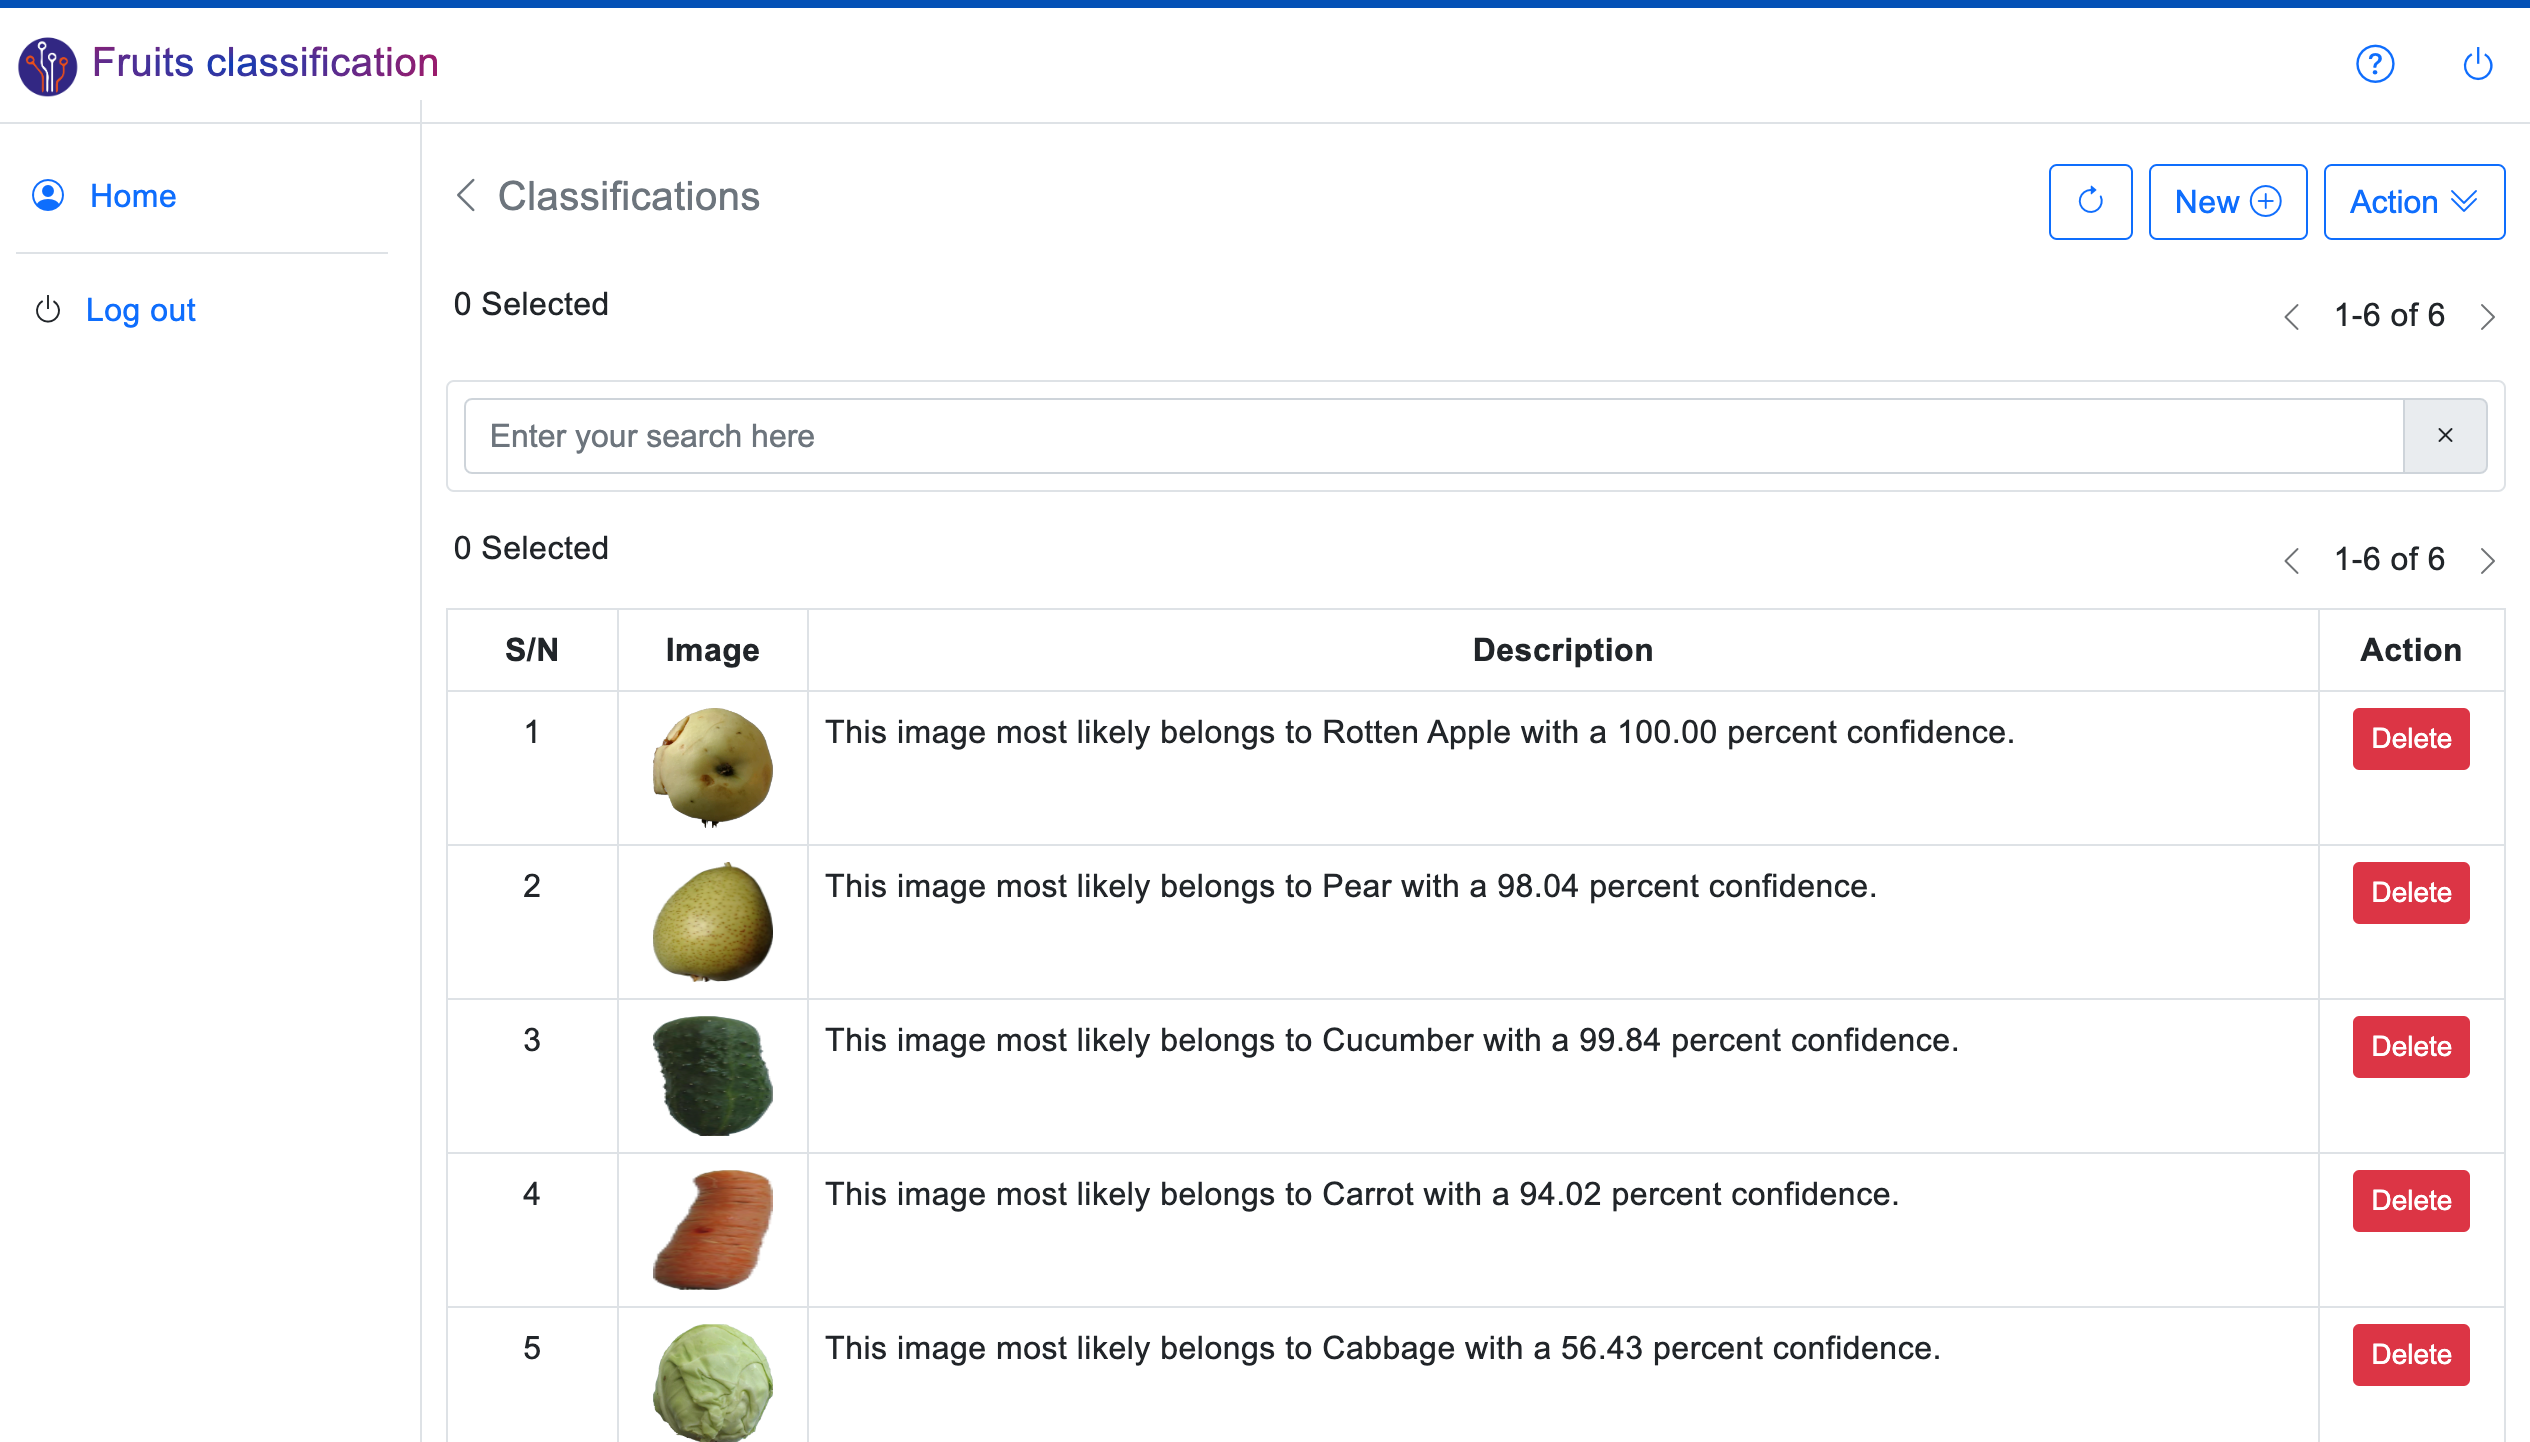 Fruits classification
Home
Log out
Classifications
New
Action
0 Selected
1-6 of 6
Enter your search here
0 Selected
1-6 of 6
S/N Image Description Action
1 This image most likely belongs to Rotten Apple with a 100.00 percent confidence. Delete
2 This image most likely belongs to Pear with a 98.04 percent confidence. Delete
3 This image most likely belongs to Cucumber with a 99.84 percent confidence. Delete
4 This image most likely belongs to Carrot with a 94.02 percent confidence. Delete
5 This image most likely belongs to Cabbage with a 56.43 percent confidence. Delete